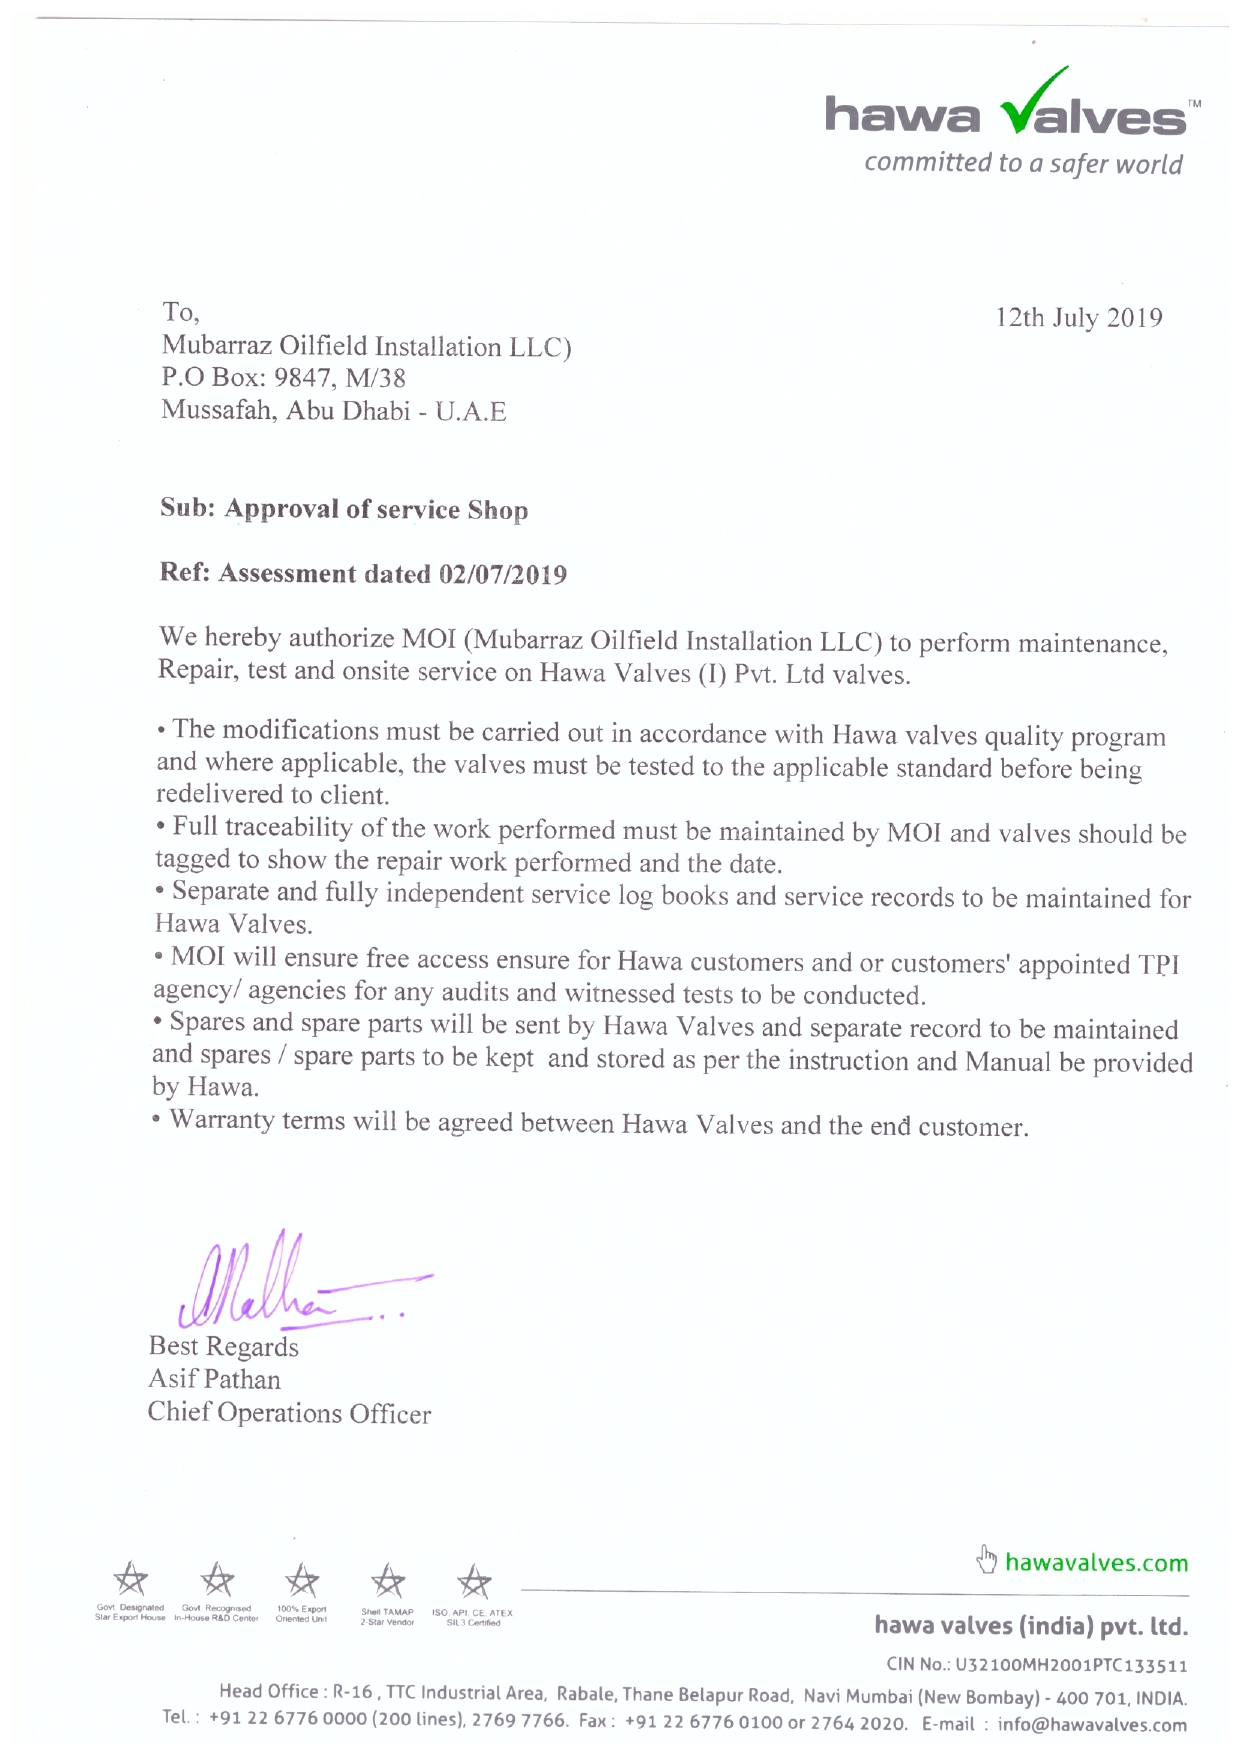 hawa valves™
committed to a safer world
To,
12th July 2019
Mubarraz Oilfield Installation LLC)
P.O Box: 9847, M/38
Mussafah, Abu Dhabi - U.A.E
Sub: Approval of service Shop
Ref: Assessment dated 02/07/2019
We hereby authorize MOI (Mubarraz Oilfield Installation LLC) to perform maintenance,
Repair, test and onsite service on Hawa Valves (I) Pvt. Ltd valves.
• The modifications must be carried out in accordance with Hawa valves quality program
and where applicable, the valves must be tested to the applicable standard before being
redelivered to client.
• Full traceability of the work performed must be maintained by MOI and valves should be
tagged to show the repair work performed and the date.
• Separate and fully independent service log books and service records to be maintained for
Hawa Valves.
• MOI will ensure free access ensure for Hawa customers and or customers' appointed TPI
agency/ agencies for any audits and witnessed tests to be conducted.
• Spares and spare parts will be sent by Hawa Valves and separate record to be maintained
and spares / spare parts to be kept and stored as per the instruction and Manual be provided
by Hawa.
• Warranty terms will be agreed between Hawa Valves and the end customer.
Best Regards
Asif Pathan
Chief Operations Officer
hawavalves.com
Govt. Designated
Star Export House
Govt. Recognised
In-House R&D Center
100% Export
Oriented Unit
Shell TAMAP
2-Star Vendor
ISO, API, CE, ATEX
SIL3 Certified
hawa valves (india) pvt. ltd.
CIN No.: U32100MH2001PTC133511
Head Office : R-16 , TTC Industrial Area, Rabale, Thane Belapur Road, Navi Mumbai (New Bombay) - 400 701, INDIA.
Tel. : +91 22 6776 0000 (200 lines), 2769 7766. Fax : +91 22 6776 0100 or 2764 2020. E-mail : info@hawavalves.com